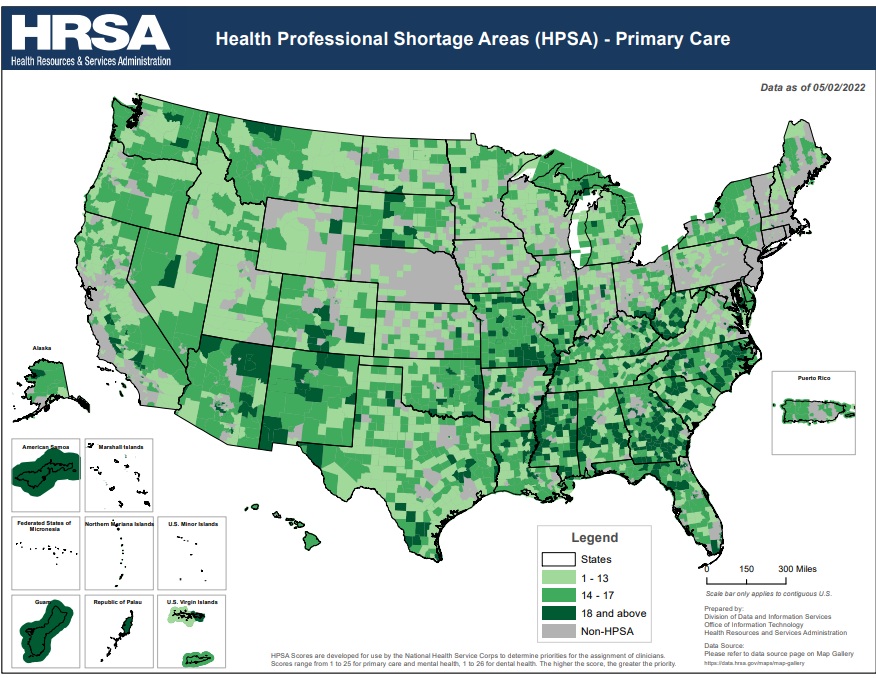 HRSA
Health Resources & Services Administration
Health Professional Shortage Areas (HPSA) - Primary Care
Data as of 05/02/2022
Alaska
Puerto Rico
American Samoa
Marshall Islands
Federated States of
Micronesia
Northern Mariana Islands
U.S. Minor Islands
Guam
Republic of Palau
U.S. Virgin Islands
Legend
States
1 - 13
14 - 17
18 and above
Non-HPSA
0 150 300 Miles
Scale bar only applies to contiguous U.S.
Prepared by:
Division of Data and Information Services
Office of Information Technology
Health Resources and Services Administration
Data Source:
Please refer to data source page on Map Gallery
https://data.hrsa.gov/maps/map-gallery
HPSA Scores are developed for use by the National Health Service Corps to determine priorities for the assignment of clinicians.
Scores range from 1 to 25 for primary care and mental health, 1 to 26 for dental health. The higher the score, the greater the priority.